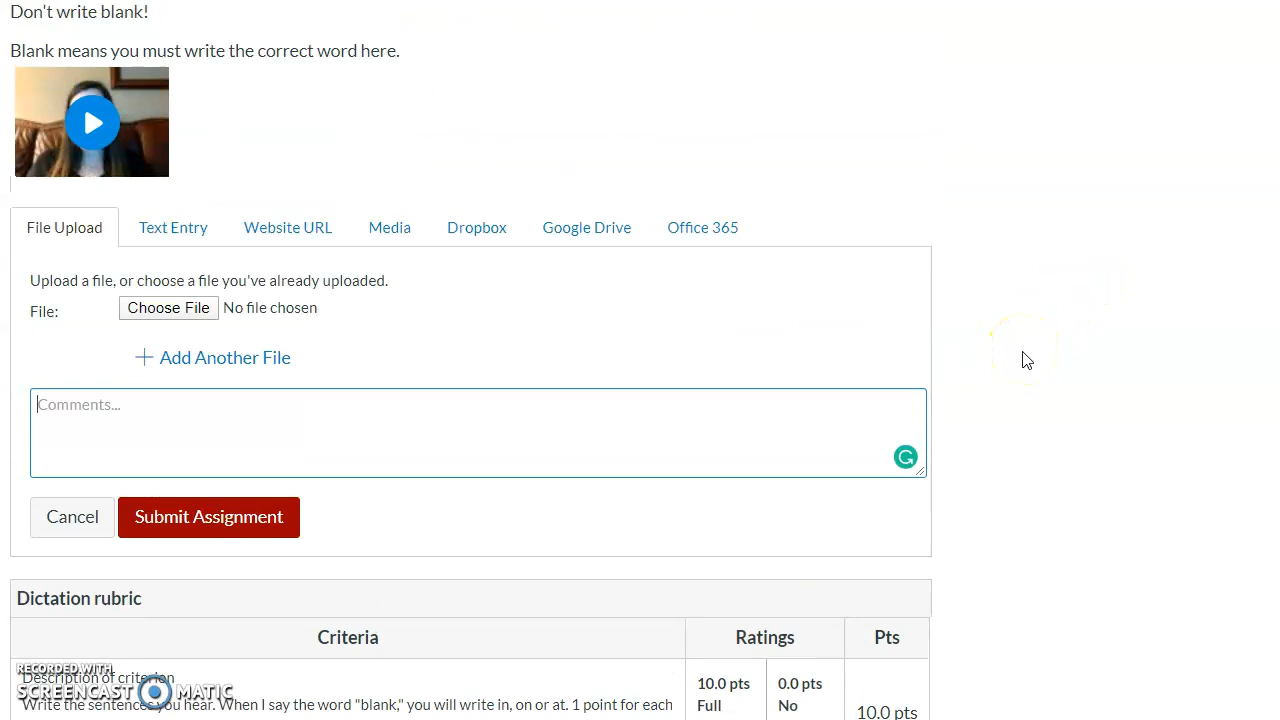 Don't write blank!
Blank means you must write the correct word here.
File Upload Text Entry Website URL Media Dropbox Google Drive Office 365
Upload a file, or choose a file you've already uploaded.
File: Choose File No file chosen
+ Add Another File
Comments...
Cancel Submit Assignment
Dictation rubric
Criteria Ratings Pts
Description of criterion
Write the sentences you hear. When I say the word "blank," you will write in, on or at. 1 point for each
10.0 pts
Full
0.0 pts
No
10.0 pts
RECORDED WITH
SCREENCAST MATIC